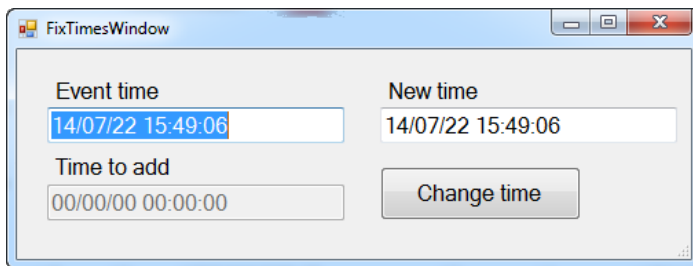 FixTimesWindow
Event time
New time
14/07/22 15:49:06
14/07/22 15:49:06
Time to add
00/00/00 00:00:00
Change time